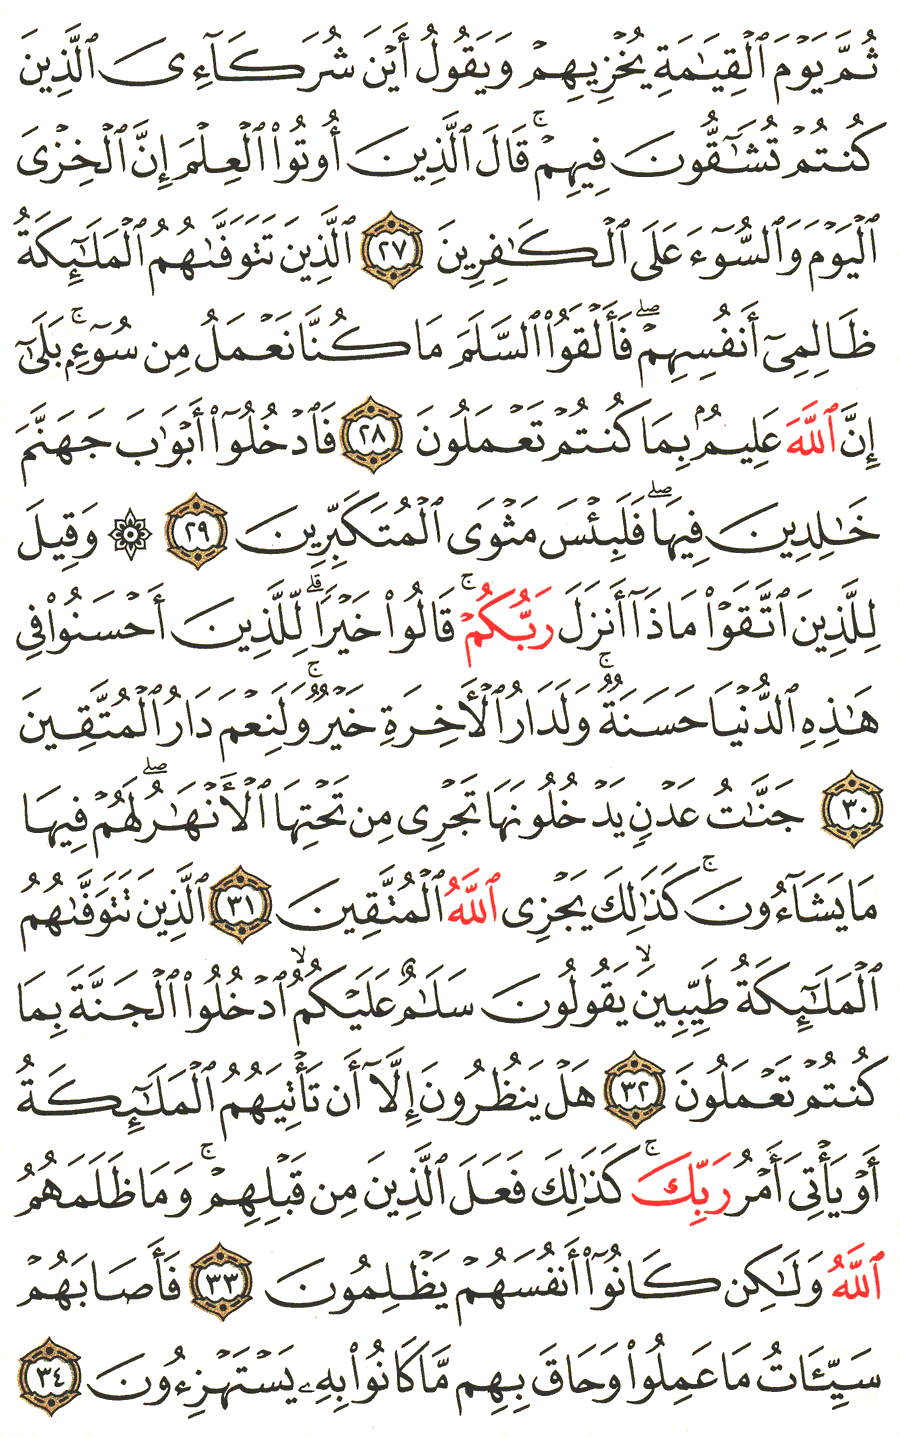 ثُمَّ يَوۡمَ ٱلۡقِيَٰمَةِ يُخۡزِيهِمۡ وَيَقُولُ أَيۡنَ شُرَكَآءِىَ ٱلَّذِينَ
كُنتُمۡ تُشَٰٓقُّونَ فِيهِمۡۚ قَالَ ٱلَّذِينَ أُوتُواْ ٱلۡعِلۡمَ إِنَّ ٱلۡخِزۡىَ
ٱلۡيَوۡمَ وَٱلسُّوٓءَ عَلَى ٱلۡكَٰفِرِينَ ٢٧ ٱلَّذِينَ تَتَوَفَّىٰهُمُ ٱلۡمَلَٰٓئِكَةُ
ظَالِمِىٓ أَنفُسِهِمۡۖ فَأَلۡقَوُاْ ٱلسَّلَمَ مَا كُنَّا نَعۡمَلُ مِن سُوٓءِۭۚ بَلَىٰٓ
إِنَّ ٱللَّهَ عَلِيمُۢ بِمَا كُنتُمۡ تَعۡمَلُونَ ٢٨ فَٱدۡخُلُوٓاْ أَبۡوَٰبَ جَهَنَّمَ
خَٰلِدِينَ فِيهَاۖ فَلَبِئۡسَ مَثۡوَى ٱلۡمُتَكَبِّرِينَ ٢٩ ۞ وَقِيلَ
لِلَّذِينَ ٱتَّقَوۡاْ مَاذَآ أَنزَلَ رَبُّكُمۡۚ قَالُواْ خَيۡرٗاۗ لِّلَّذِينَ أَحۡسَنُواْ فِى
هَٰذِهِ ٱلدُّنۡيَا حَسَنَةٞۚ وَلَدَارُ ٱلۡأَخِرَةِ خَيۡرٞۚ وَلَنِعۡمَ دَارُ ٱلۡمُتَّقِينَ
٣٠ جَنَّٰتُ عَدۡنٖ يَدۡخُلُونَهَا تَجۡرِى مِن تَحۡتِهَا ٱلۡأَنۡهَٰرُۖ لَهُمۡ فِيهَا
مَا يَشَآءُونَۚ كَذَٰلِكَ يَجۡزِى ٱللَّهُ ٱلۡمُتَّقِينَ ٣١ ٱلَّذِينَ تَتَوَفَّىٰهُمُ
ٱلۡمَلَٰٓئِكَةُ طَيِّبِينَۙ يَقُولُونَ سَلَٰمٌ عَلَيۡكُمُۙ ٱدۡخُلُواْ ٱلۡجَنَّةَ بِمَا
كُنتُمۡ تَعۡمَلُونَ ٣٢ هَلۡ يَنظُرُونَ إِلَّآ أَن تَأۡتِيَهُمُ ٱلۡمَلَٰٓئِكَةُ
أَوۡ يَأۡتِىَ أَمۡرُ رَبِّكَۚ كَذَٰلِكَ فَعَلَ ٱلَّذِينَ مِن قَبۡلِهِمۡۚ وَمَا ظَلَمَهُمُ
ٱللَّهُ وَلَٰكِن كَانُوٓاْ أَنفُسَهُمۡ يَظۡلِمُونَ ٣٣ فَأَصَابَهُمۡ
سَيِّـَٔاتُ مَا عَمِلُواْ وَحَاقَ بِهِم مَّا كَانُواْ بِهِۦ يَسۡتَهۡزِءُونَ ٣٤